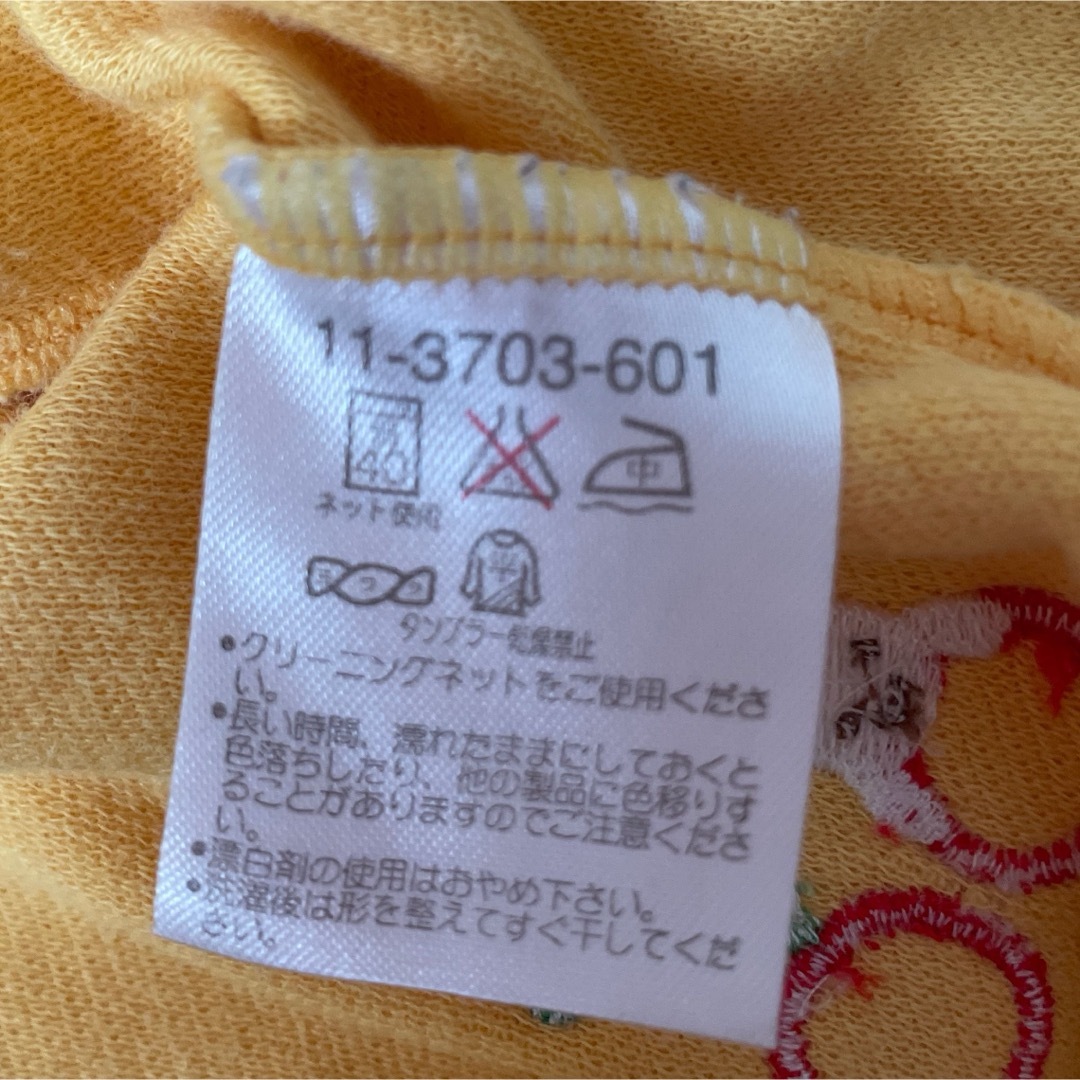 11-3703-601
弱
40
中
ネット使用
平
タンブラー乾燥禁止
•クリーニングネットをご使用くださ
い。
•長い時間、濡れたままにしておくと
色落ちしたり、他の製品に色移りす
ることがありますのでご注意くださ
い。
•漂白剤の使用はおやめ下さい。
•洗濯後は形を整えてすぐ干してくだ
さい。